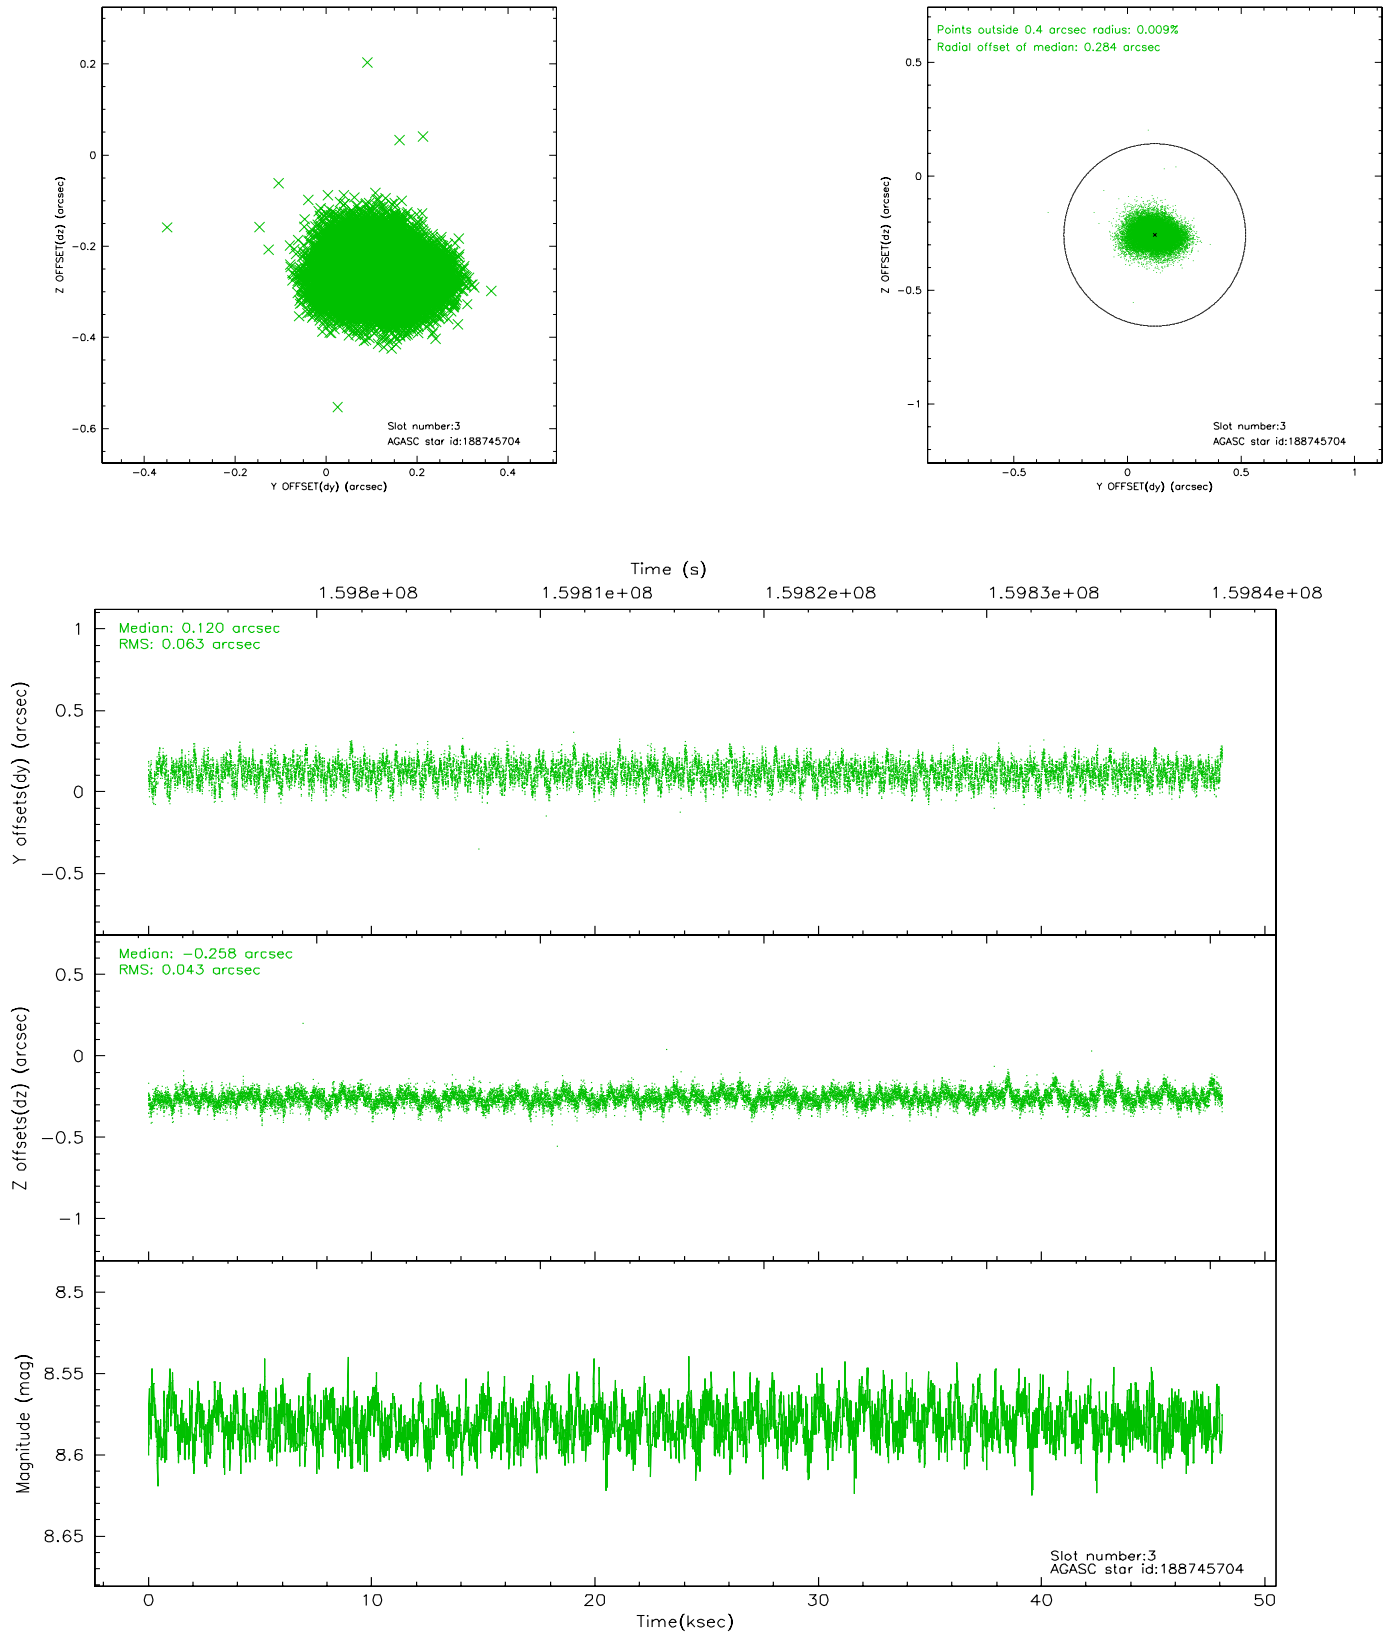 0.2
0
−0.2
−0.4
−0.6
Z OFFSET(dz) (arcsec)
Slot number:3
AGASC star id:188745704
−0.4 −0.2 0 0.2 0.4
Y OFFSET(dy) (arcsec)
Points outside 0.4 arcsec radius: 0.009%
Radial offset of median: 0.284 arcsec
0.5
0
−0.5
−1
Z OFFSET(dz) (arcsec)
Slot number:3
AGASC star id:188745704
−0.5 0 0.5 1
Y OFFSET(dy) (arcsec)
Time (s)
1.598e+08 1.5981e+08 1.5982e+08 1.5983e+08 1.5984e+08
Median: 0.120 arcsec
RMS: 0.063 arcsec
1
0.5
0
−0.5
Y offsets(dy) (arcsec)
Median: −0.258 arcsec
RMS: 0.043 arcsec
0.5
0
−0.5
−1
Z offsets(dz) (arcsec)
8.5
8.55
8.6
8.65
Magnitude (mag)
Slot number:3
AGASC star id:188745704
0 10 20 30 40 50
Time(ksec)